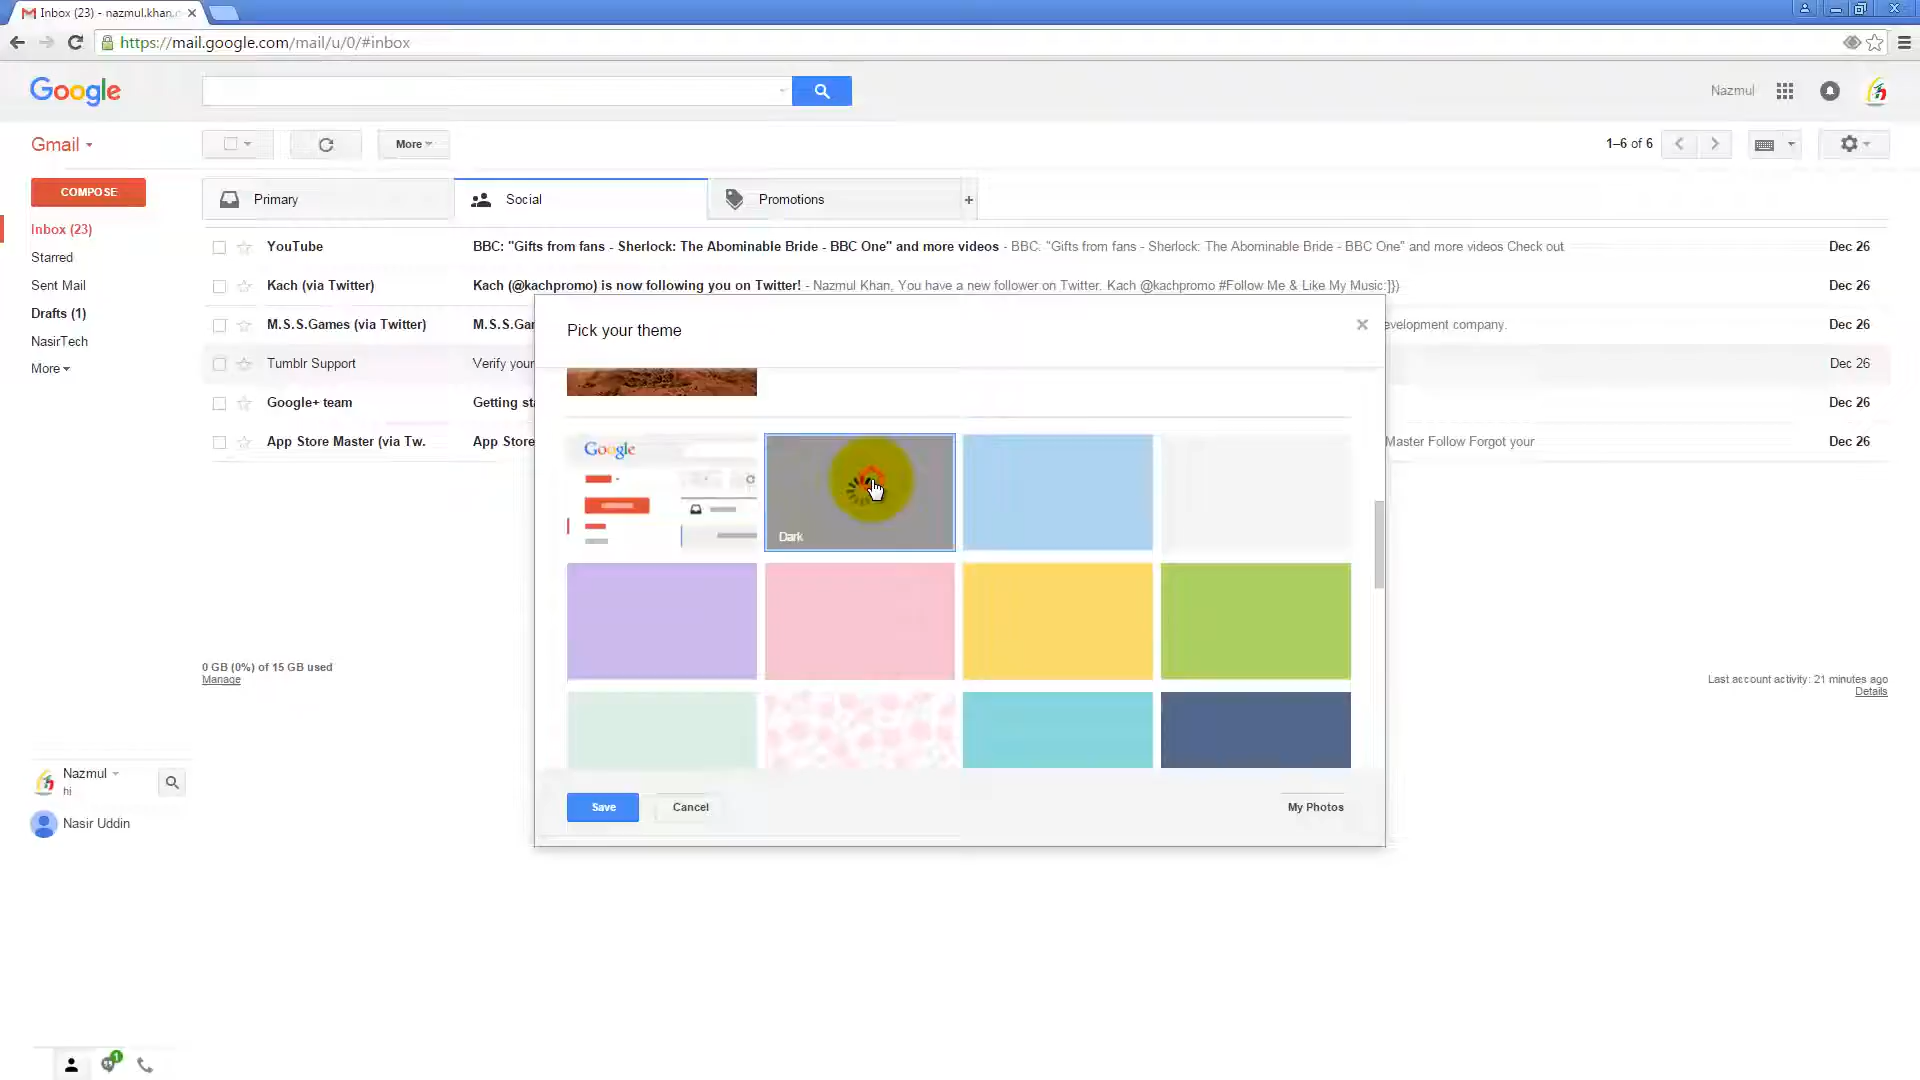 Inbox (23) - nazmul.khan.
https://mail.google.com/mail/u/0/#inbox
Google
Nazmul
Gmail
More
1–6 of 6
COMPOSE
Primary
Social
Promotions
+
Inbox (23)
Starred
Sent Mail
Drafts (1)
NasirTech
More
YouTube BBC: "Gifts from fans - Sherlock: The Abominable Bride - BBC One" and more videos - BBC: "Gifts from fans - Sherlock: The Abominable Bride - BBC One" and more videos Check out Dec 26
Kach (via Twitter) Kach (@kachpromo) is now following you on Twitter! - Nazmul Khan, You have a new follower on Twitter. Kach @kachpromo #Follow Me & Like My Music:]}) Dec 26
M.S.S.Games (via Twitter) M.S.S.Gar evelopment company. Dec 26
Tumblr Support Verify your Dec 26
Google+ team Getting sta Dec 26
App Store Master (via Tw. App Store Master Follow Forgot your Dec 26
Pick your theme
Google
Dark
Save
Cancel
My Photos
0 GB (0%) of 15 GB used
Manage
Last account activity: 21 minutes ago
Details
Nazmul
hi
Nasir Uddin
1